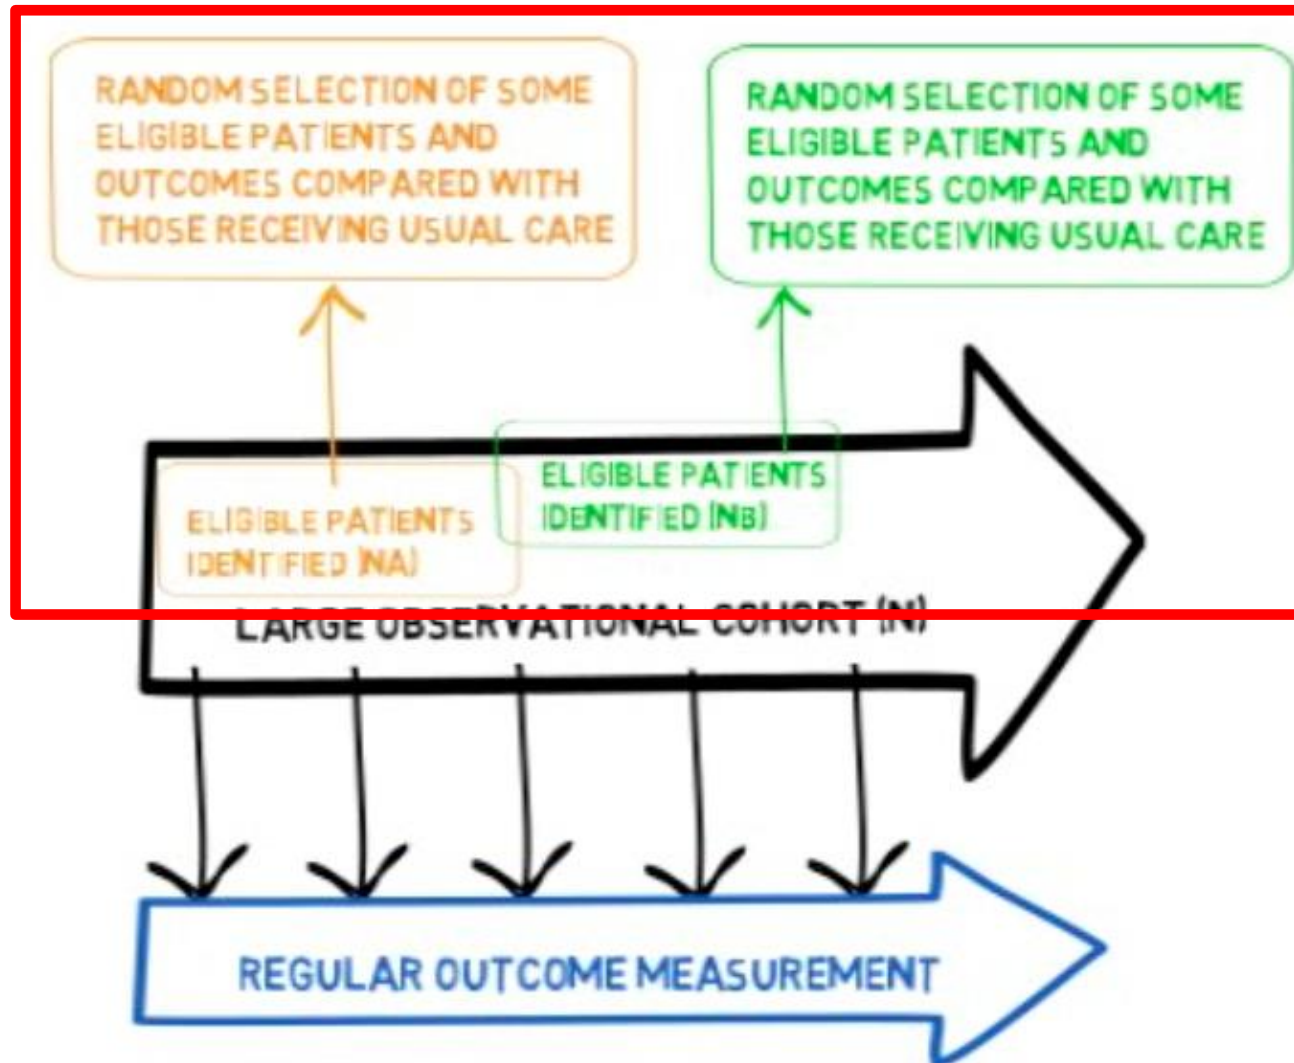 RANDOM SELECTION OF SOME
ELIGIBLE PATIENTS AND
OUTCOMES COMPARED WITH
THOSE RECEIVING USUAL CARE
RANDOM SELECTION OF SOME
ELIGIBLE PATIENTS AND
OUTCOMES COMPARED WITH
THOSE RECEIVING USUAL CARE
ELIGIBLE PATIENTS
IDENTIFIED (NA)
ELIGIBLE PATIENTS
IDENTIFIED (NB)
LARGE OBSERVATIONAL COHORT (N)
REGULAR OUTCOME MEASUREMENT